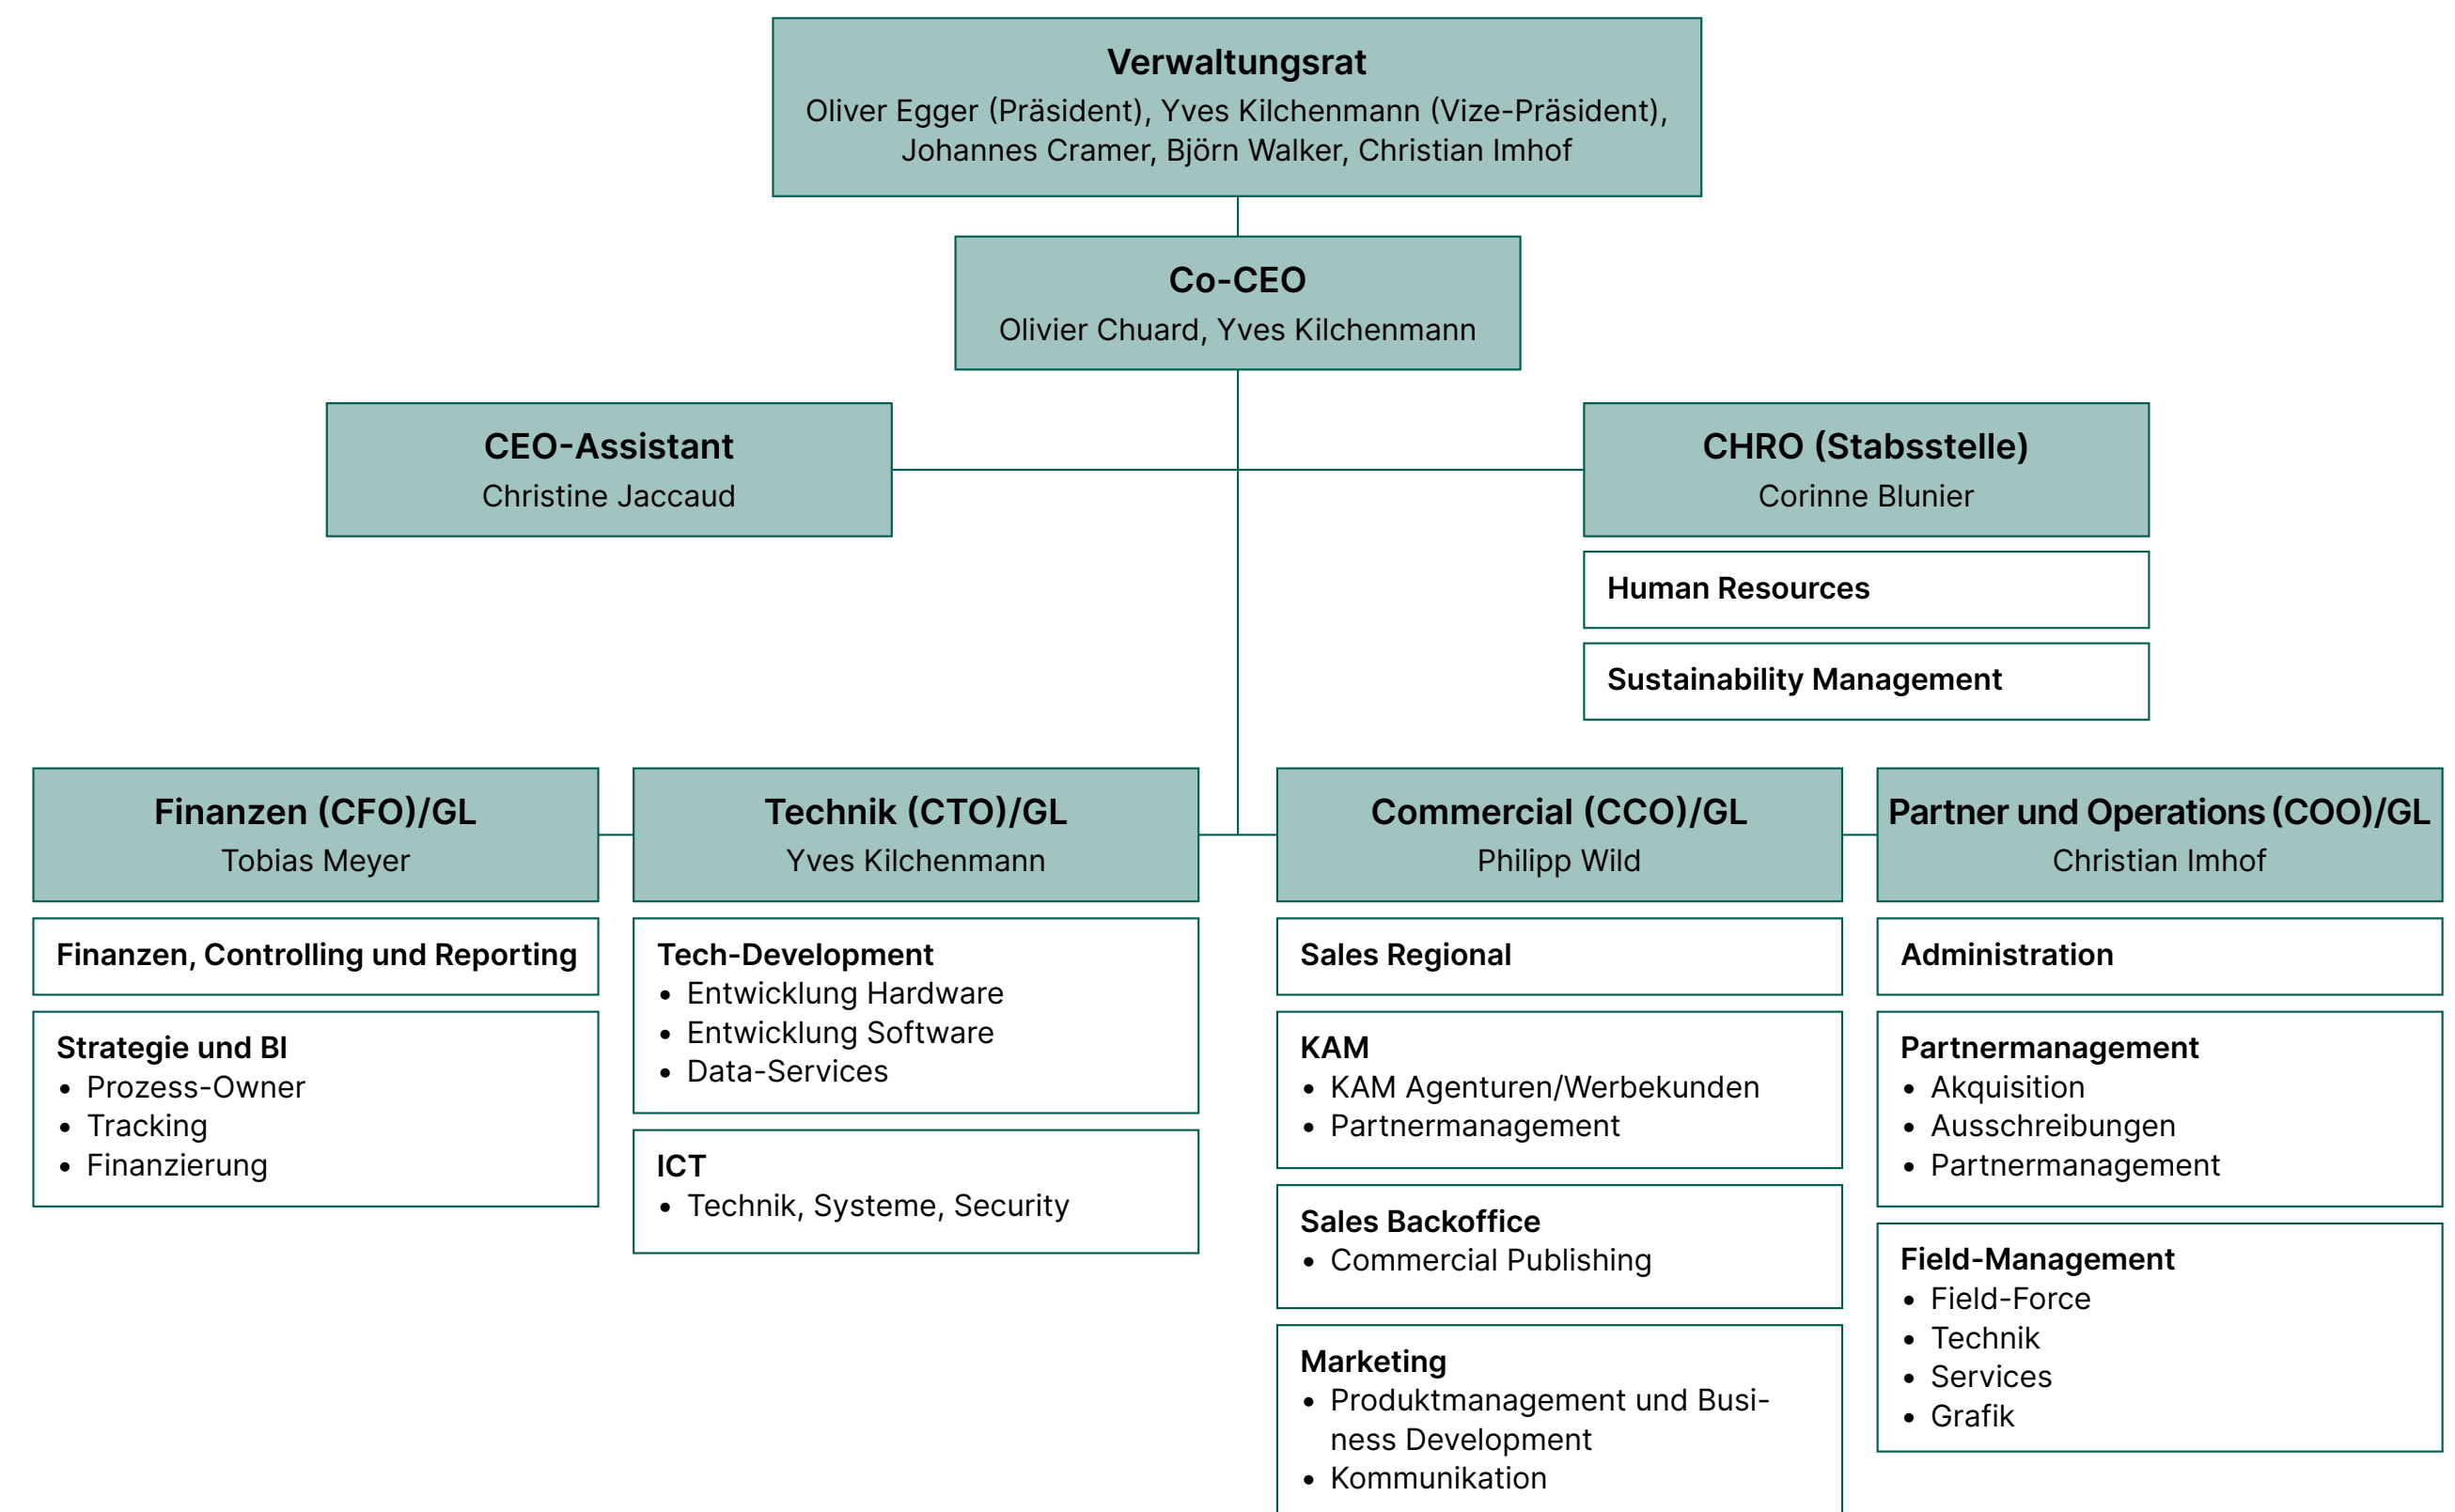 Verwaltungsrat
Oliver Egger (Präsident), Yves Kilchenmann (Vize-Präsident),
Johannes Cramer, Björn Walker, Christian Imhof
Co-CEO
Olivier Chuard, Yves Kilchenmann
CEO-Assistant
Christine Jaccaud
CHRO (Stabsstelle)
Corinne Blunier
Human Resources
Sustainability Management
Finanzen (CFO)/GL
Tobias Meyer
Finanzen, Controlling und Reporting
Strategie und BI
• Prozess-Owner
• Tracking
• Finanzierung
Technik (CTO)/GL
Yves Kilchenmann
Tech-Development
• Entwicklung Hardware
• Entwicklung Software
• Data-Services
ICT
• Technik, Systeme, Security
Commercial (CCO)/GL
Philipp Wild
Sales Regional
KAM
• KAM Agenturen/Werbekunden
• Partnermanagement
Sales Backoffice
• Commercial Publishing
Marketing
• Produktmanagement und Busi-
ness Development
• Kommunikation
Partner und Operations (COO)/GL
Christian Imhof
Administration
Partnermanagement
• Akquisition
• Ausschreibungen
• Partnermanagement
Field-Management
• Field-Force
• Technik
• Services
• Grafik